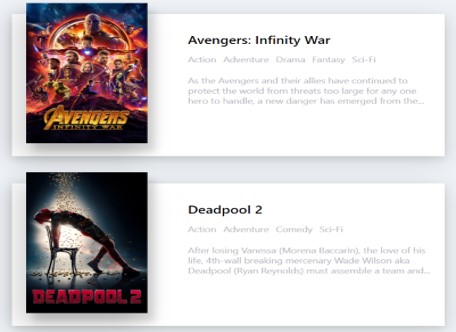 AVENGERS
INFINITY WAR
Avengers: Infinity War
Action Adventure Drama Fantasy Sci-Fi
As the Avengers and their allies have continued to
protect the world from threats too large for any one
hero to handle, a new danger has emerged from the...
DEADPOOL 2
Deadpool 2
Action Adventure Comedy Sci-Fi
After losing Vanessa (Morena Baccarin), the love of his
life, 4th-wall breaking mercenary Wade Wilson aka
Deadpool (Ryan Reynolds) must assemble a team and...